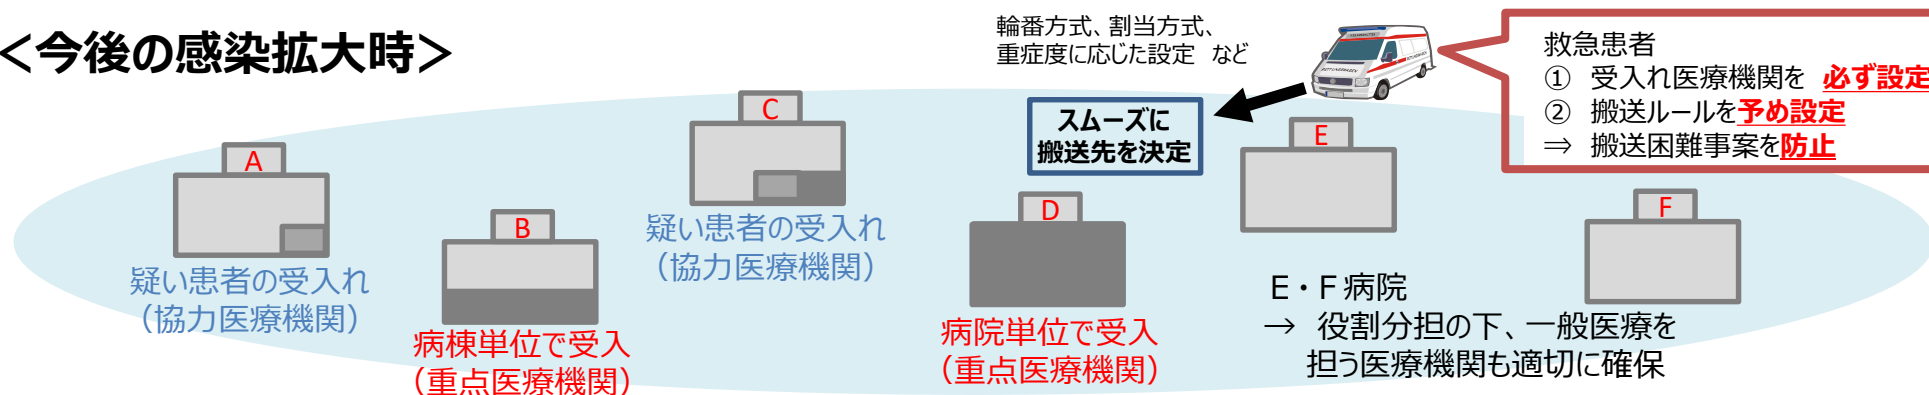 ＜今後の感染拡大時＞
輪番方式、割当方式、
重症度に応じた設定　など
救急患者
①　受入れ医療機関を　必ず設定
②　搬送ルールを予め設定
⇒　搬送困難事案を防止
スムーズに
搬送先を決定
A
疑い患者の受入れ
（協力医療機関）
B
病棟単位で受入
（重点医療機関）
C
疑い患者の受入れ
（協力医療機関）
D
病院単位で受入
（重点医療機関）
E
F
E・F 病院
→　役割分担の下、一般医療を
担う医療機関も適切に確保